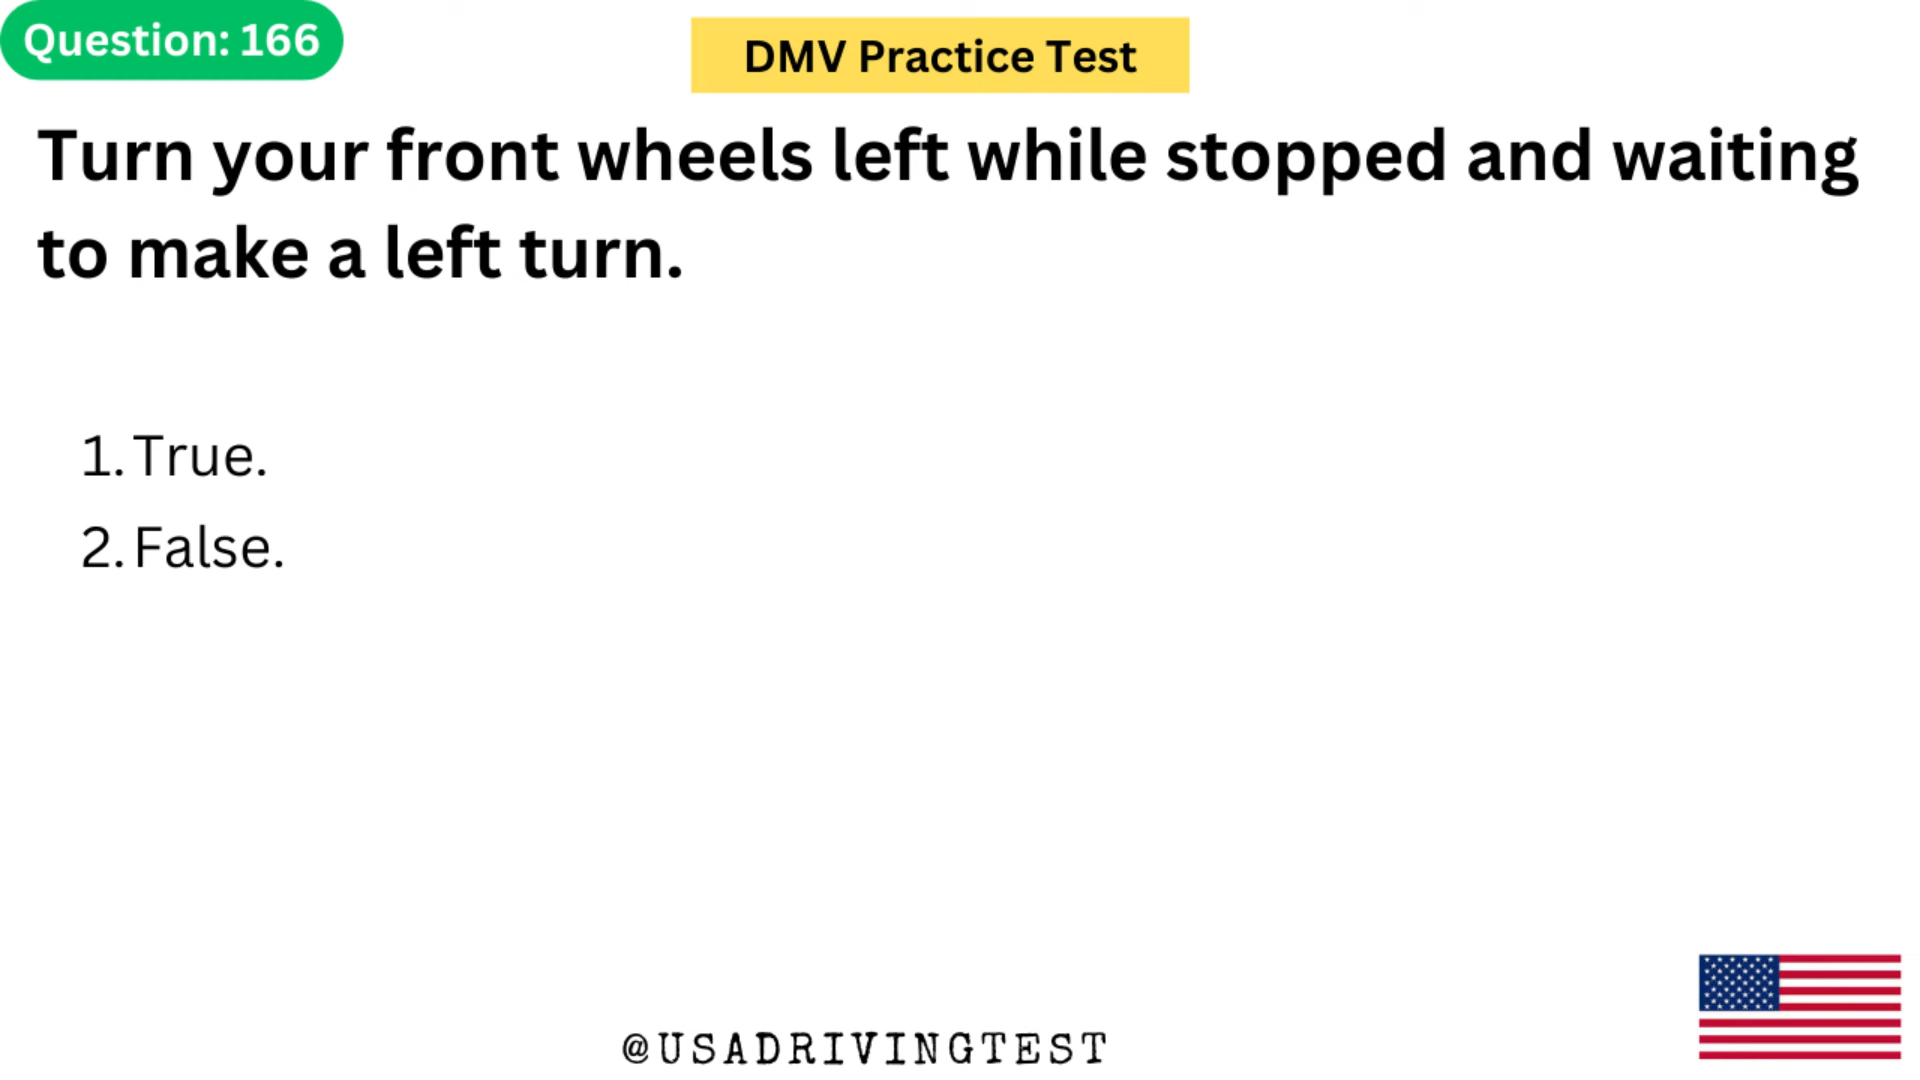 Question: 166
DMV Practice Test
Turn your front wheels left while stopped and waiting
to make a left turn.
1. True.
2. False.
@USADRIVINGTEST